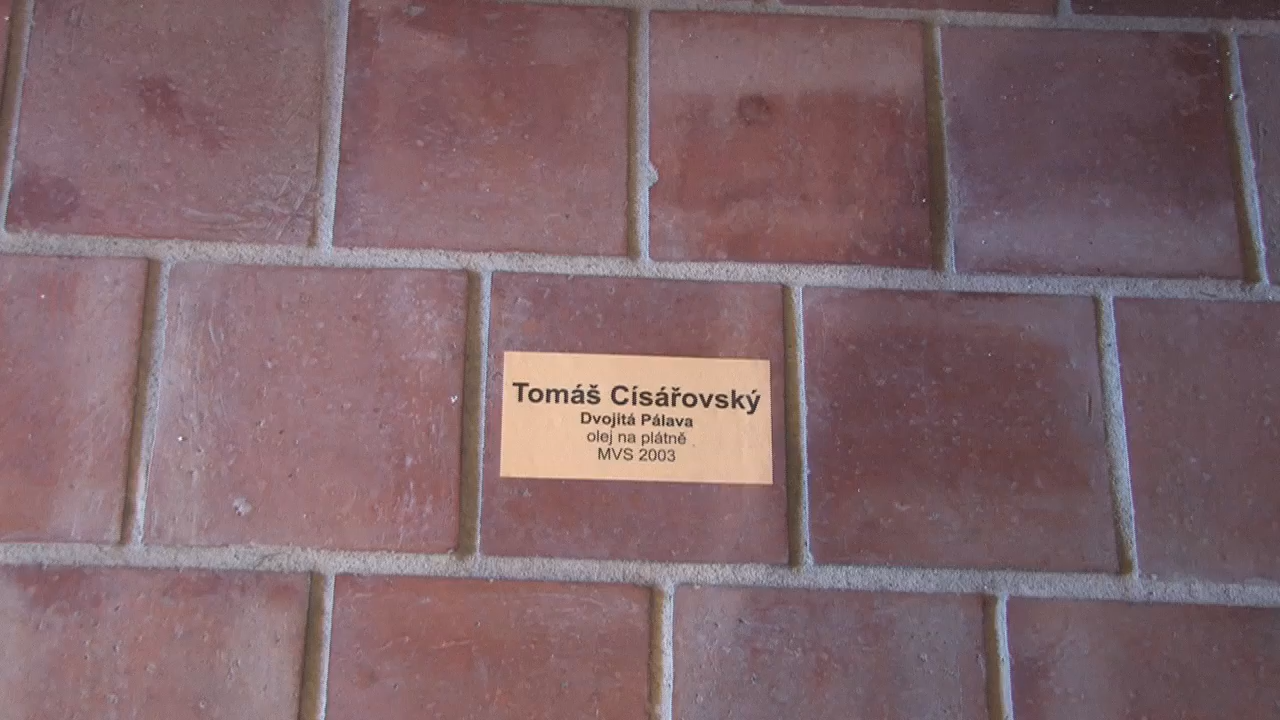 Tomáš Císařovský
Dvojitá Pálava
olej na plátně
MVS 2003